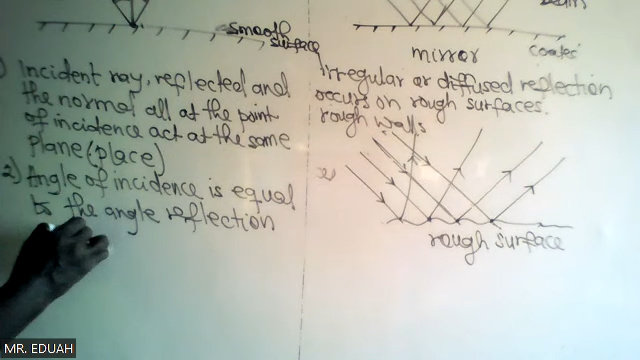 smooth
surface
) Incident ray, reflected and
the normal all at the point
of incidence act at the same
plane (place)
2) Angle of incidence is equal
to the angle reflection
mirror
Irregular or diffused reflection
occurs on rough surfaces.
rough walls
rough surface
MR. EDUAH